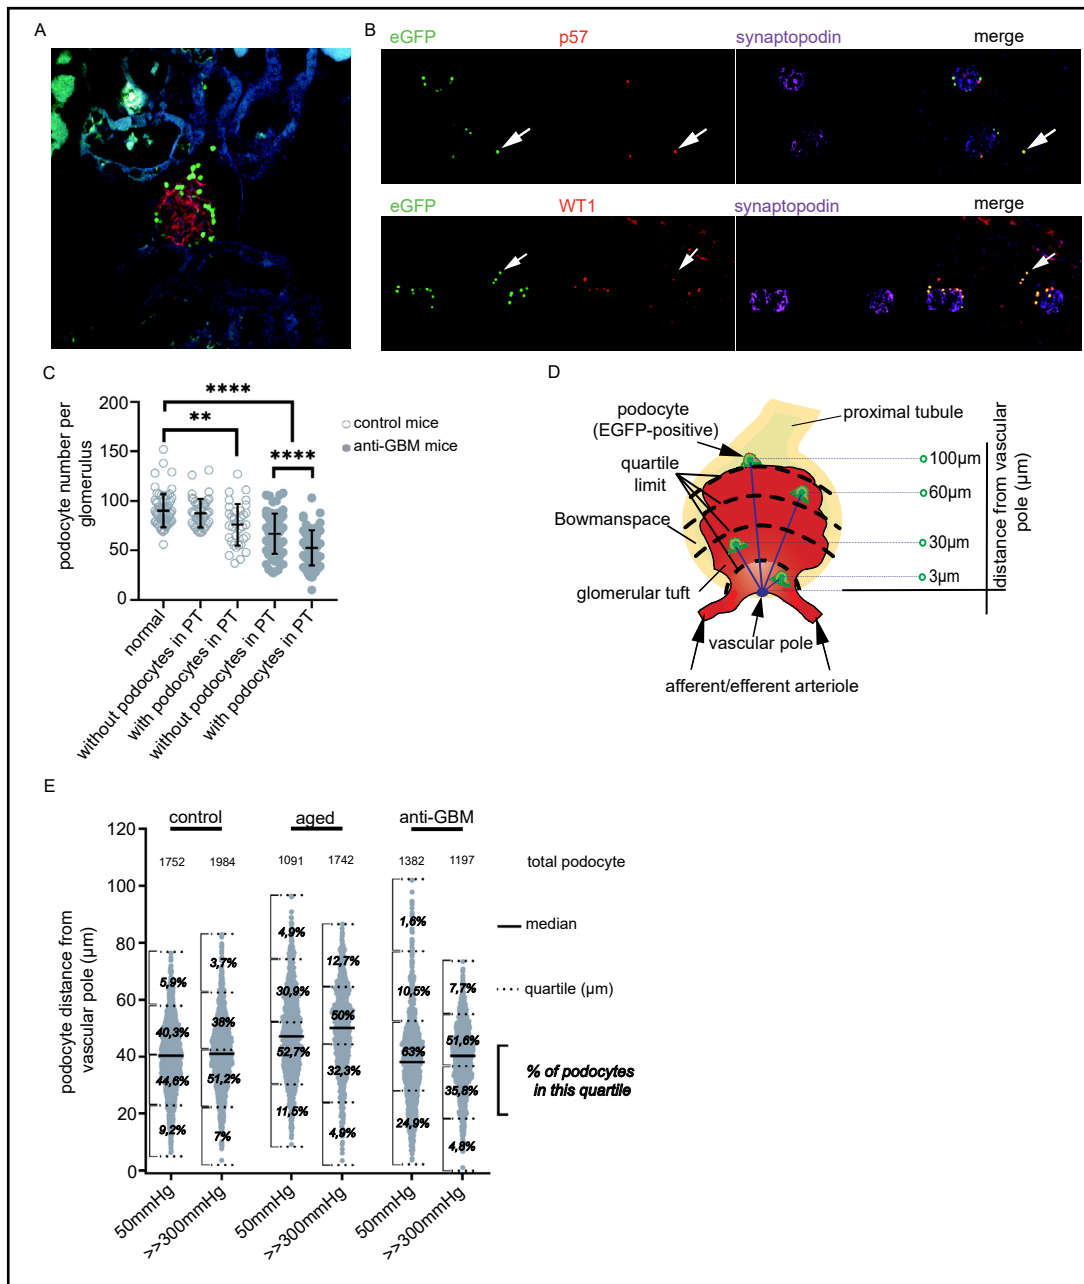 A
B
eGFP
p57
synaptopodin
merge
eGFP
WT1
synaptopodin
merge
C
podocyte number per
glomerulus
200
150
100
50
0
****
**
****
control mice
anti-GBM mice
normal
without podocytes in PT
with podocytes in PT
without podocytes in PT
with podocytes in PT
D
podocyte
(EGFP-positive)
proximal tubule
quartile
limit
Bowmanspace
glomerular tuft
vascular pole
afferent/efferent arteriole
100µm
60µm
30µm
3µm
distance from vascular
pole (µm)
E
podocyte distance from
vascular pole (µm)
120
100
80
60
40
20
0
control
aged
anti-GBM
1752
1984
1091
1742
1382
1197
total podocyte
median
quartile (µm)
% of podocytes
in this quartile
5,9%
40,3%
44,6%
9,2%
3,7%
38%
51,2%
7%
4,9%
30,9%
52,7%
11,5%
12,7%
50%
32,3%
4,9%
1,6%
10,5%
63%
24,9%
7,7%
51,6%
35,8%
4,8%
50mmHg
>>300mmHg
50mmHg
>>300mmHg
50mmHg
>>300mmHg